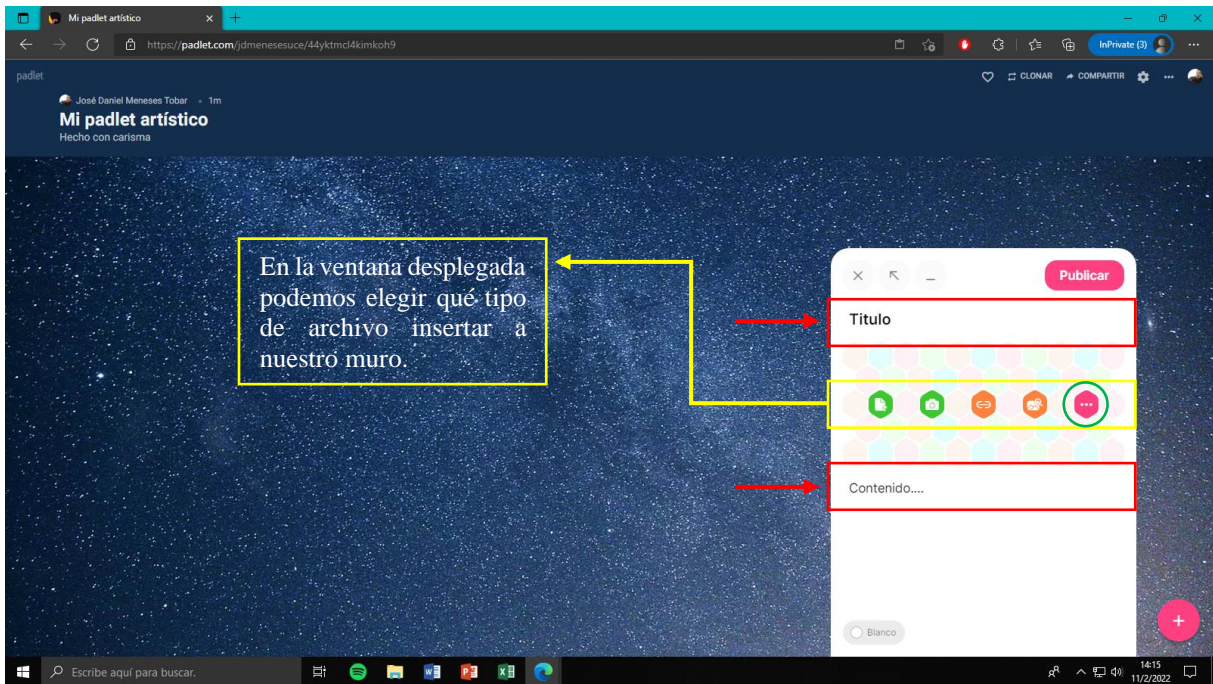 Mi padlet artístico
https://padlet.com/jdmenesesuce/44yktmcl4kimkoh9
InPrivate (3)
padlet
CLONAR
COMPARTIR
José Daniel Meneses Tobar • 1m
Mi padlet artístico
Hecho con carisma
En la ventana desplegada
podemos elegir qué tipo
de archivo insertar a
nuestro muro.
Publicar
Titulo
Contenido....
Blanco
Escribe aquí para buscar.
14:15
11/2/2022